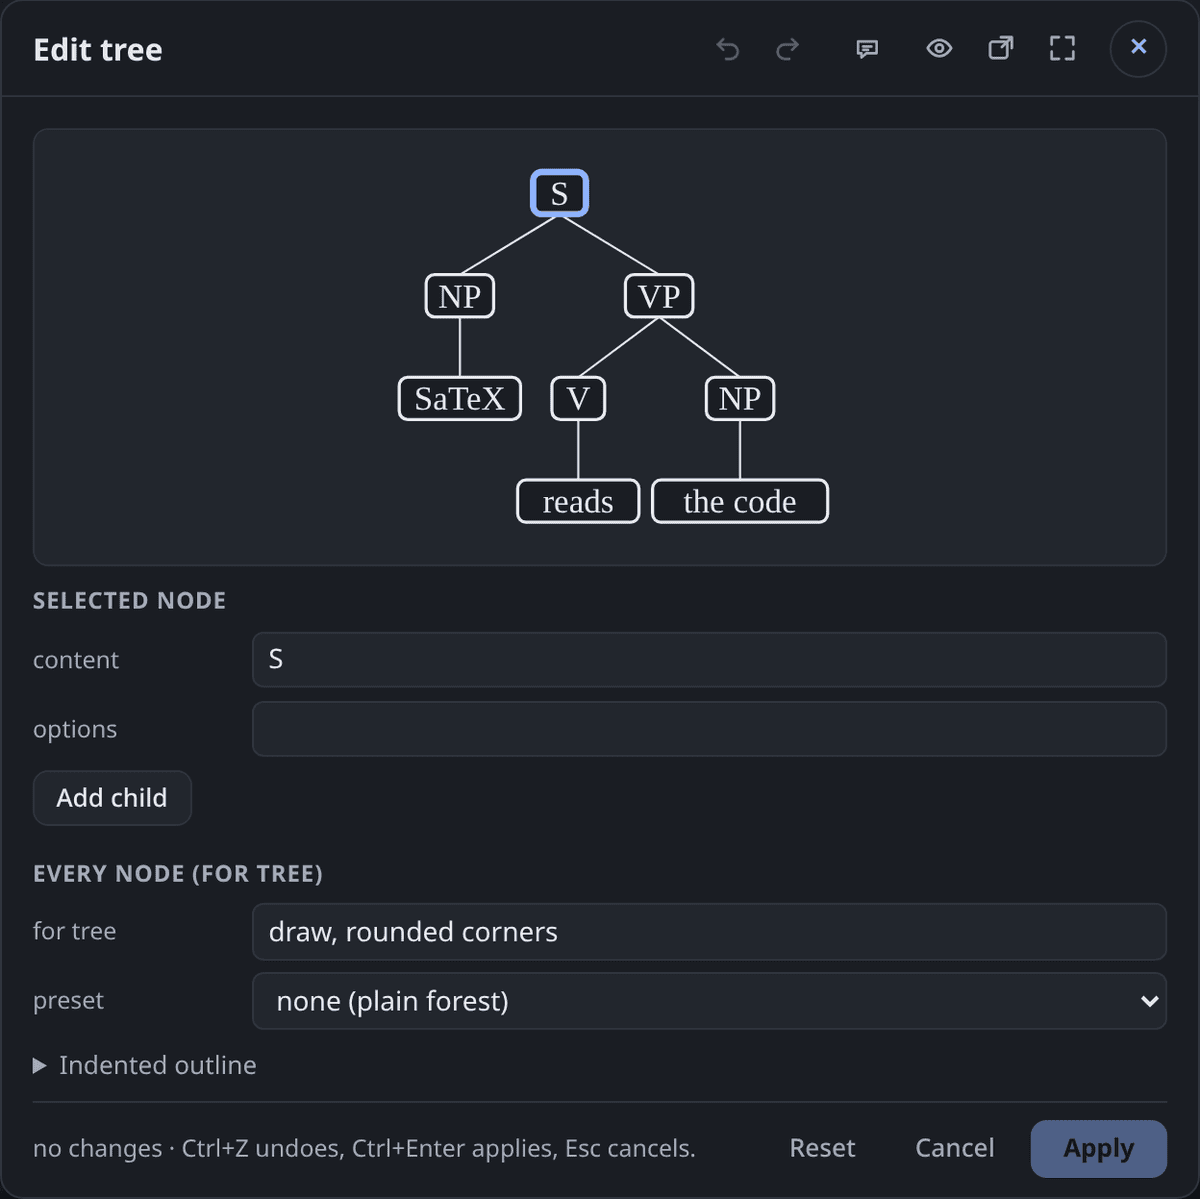 Edit tree
S
NP VP
SaTeX V NP
reads the code
SELECTED NODE
content S
options
Add child
EVERY NODE (FOR TREE)
for tree draw, rounded corners
preset none (plain forest)
Indented outline
no changes · Ctrl+Z undoes, Ctrl+Enter applies, Esc cancels. Reset Cancel Apply